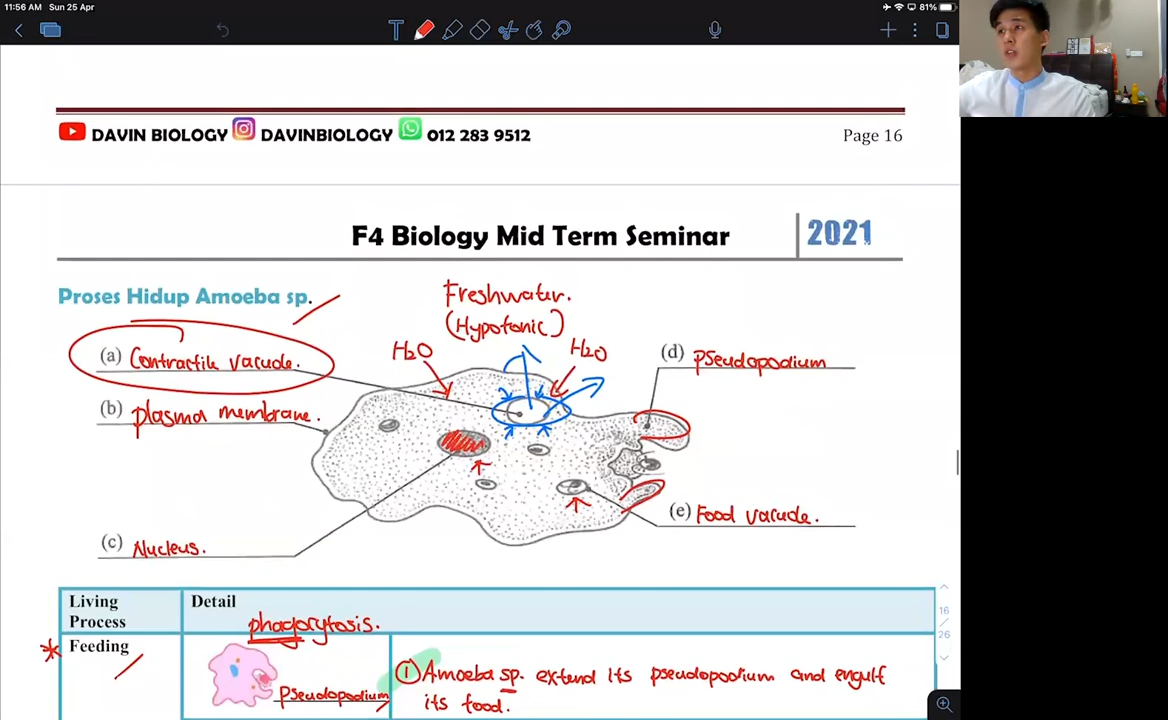 11:56 AM Sun 25 Apr
81%
DAVIN BIOLOGY DAVINBIOLOGY 012 283 9512
Page 16
F4 Biology Mid Term Seminar 2021
Proses Hidup Amoeba sp.
Freshwater.
(Hypotonic)
H2O
H2O
(a) Contractile vacuole.
(b) plasma membrane.
(c) Nucleus.
(d) Pseudopodium
(e) Food vacuole.
Living
Process
Detail
phagocytosis.
* Feeding
pseudopodium
① Amoeba sp. extend its pseudopodium and engulf
its food.
16
26